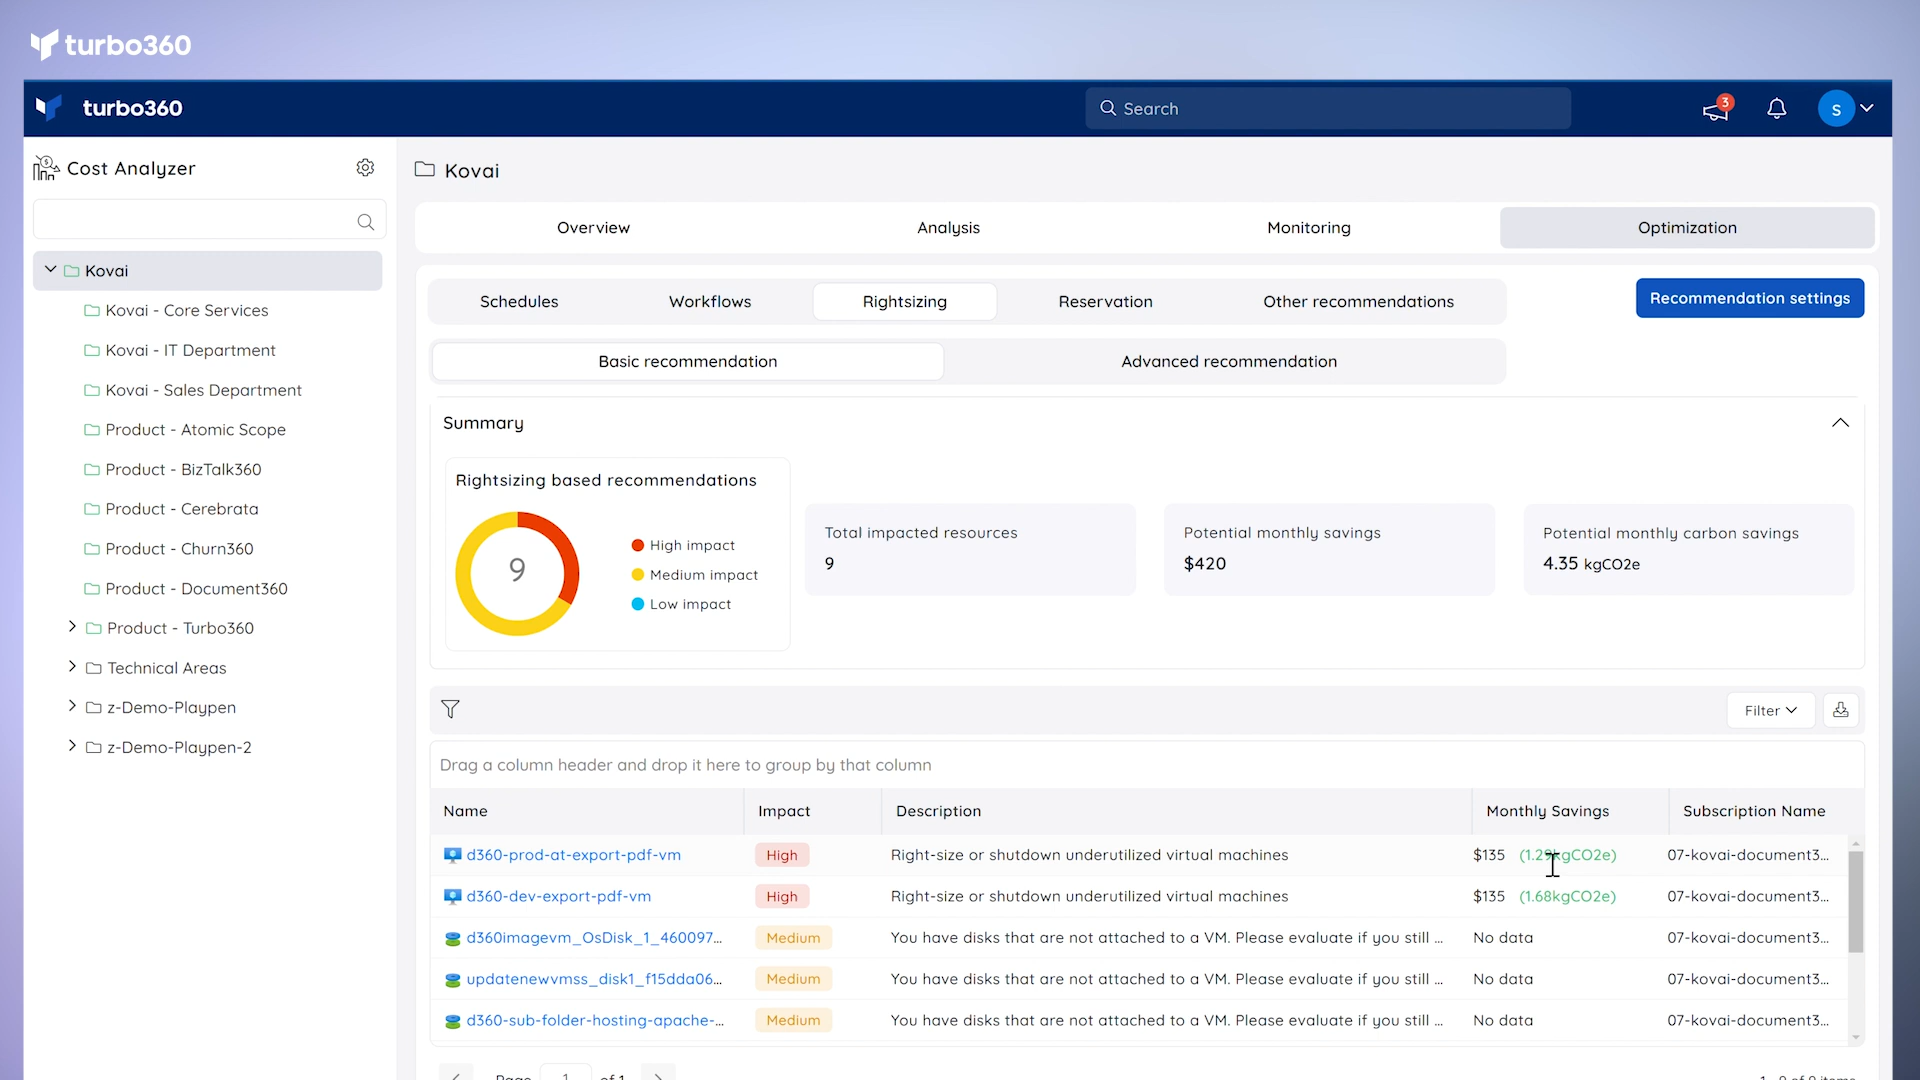 turbo360
turbo360
Search
3
S
Cost Analyzer
Kovai
Kovai - Core Services
Kovai - IT Department
Kovai - Sales Department
Product - Atomic Scope
Product - BizTalk360
Product - Cerebrata
Product - Churn360
Product - Document360
Product - Turbo360
Technical Areas
z-Demo-Playpen
z-Demo-Playpen-2
Kovai
Overview Analysis Monitoring Optimization
Schedules Workflows Rightsizing Reservation Other recommendations
Recommendation settings
Basic recommendation Advanced recommendation
Summary
Rightsizing based recommendations
9
High impact
Medium impact
Low impact
Total impacted resources
9
Potential monthly savings
$420
Potential monthly carbon savings
4.35 kgCO2e
Filter
Drag a column header and drop it here to group by that column
Name Impact Description Monthly Savings Subscription Name
d360-prod-at-export-pdf-vm High Right-size or shutdown underutilized virtual machines $135 07-kovai-document3...
d360-dev-export-pdf-vm High Right-size or shutdown underutilized virtual machines $135 (1.68kgCO2e) 07-kovai-document3...
d360imagevm_OsDisk_1_460097... Medium You have disks that are not attached to a VM. Please evaluate if you still ... No data 07-kovai-document3...
updatenewvmss_disk1_f15dda06... Medium You have disks that are not attached to a VM. Please evaluate if you still ... No data 07-kovai-document3...
d360-sub-folder-hosting-apache-... Medium You have disks that are not attached to a VM. Please evaluate if you still ... No data 07-kovai-document3...
Page 1 of 1